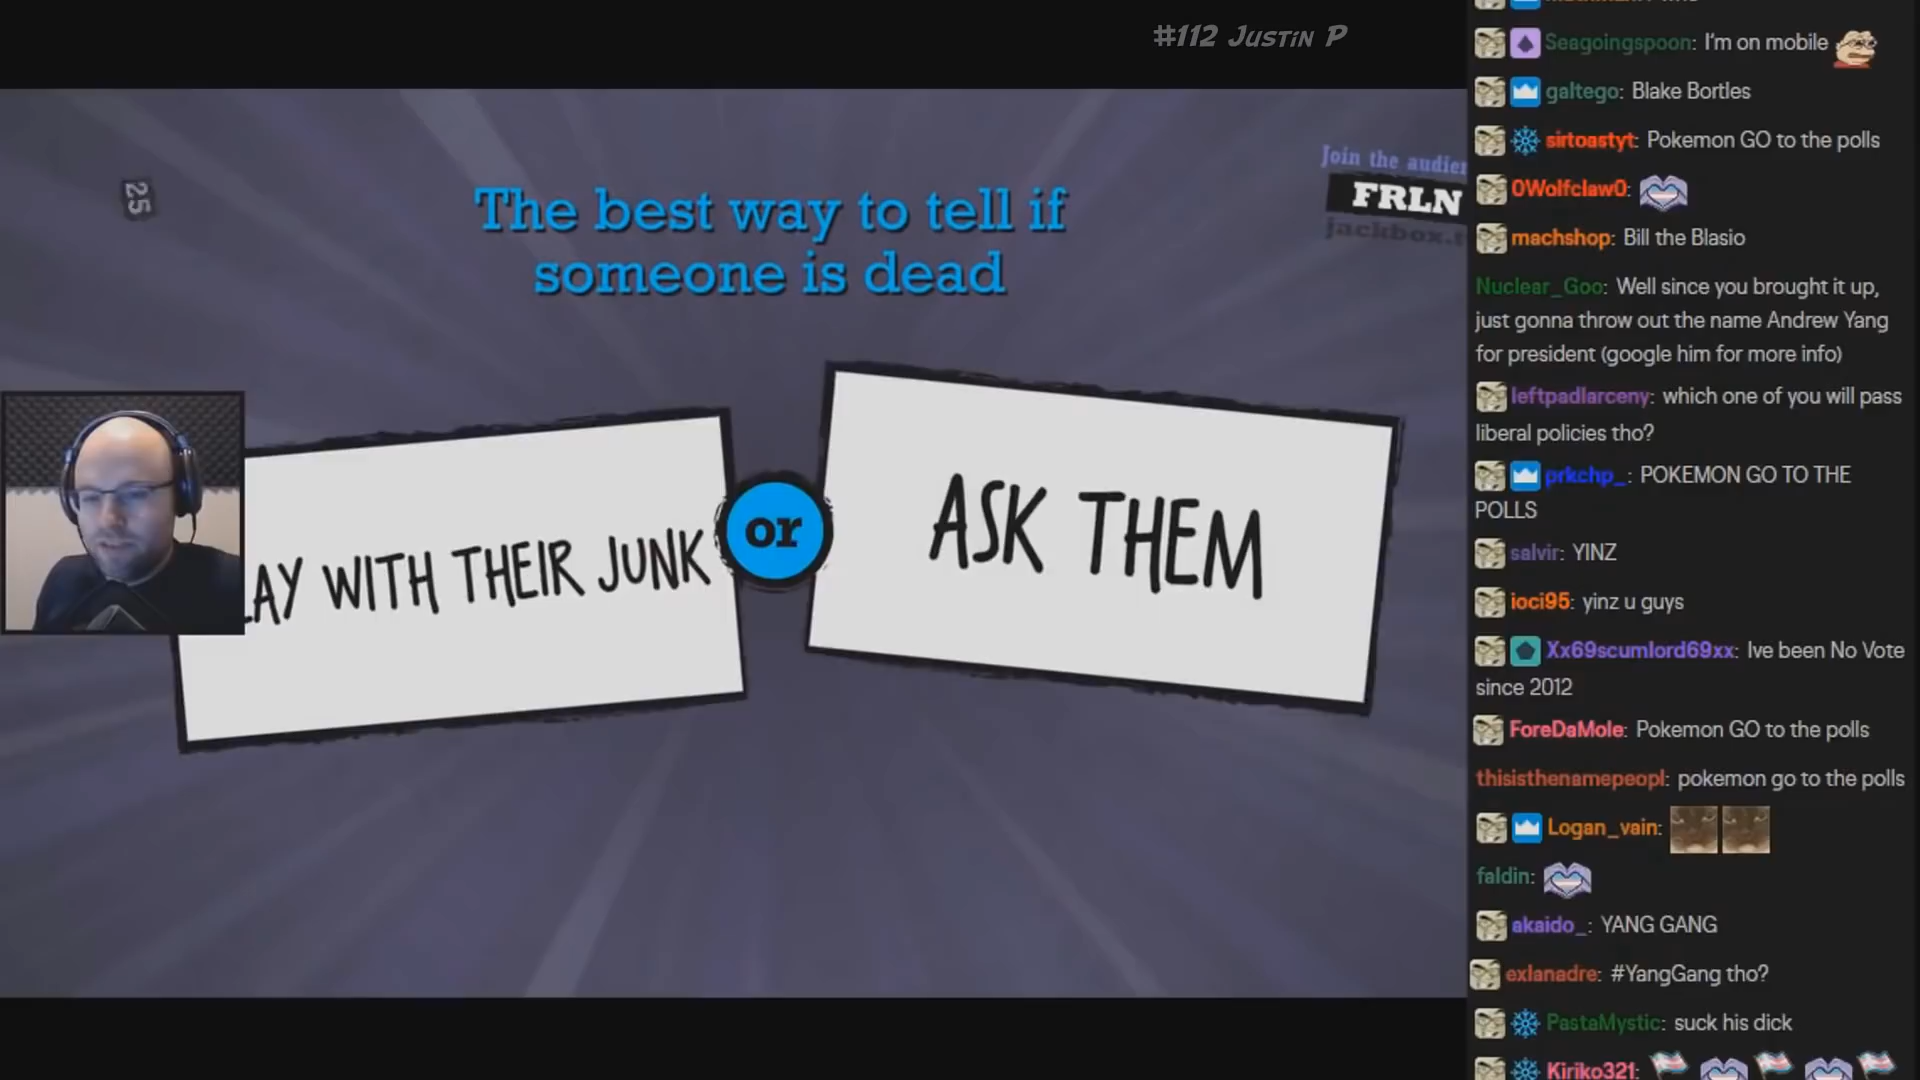 #112 Justin P
25
The best way to tell if
someone is dead
Join the audien
FRLN
jackbox.t
AY WITH THEIR JUNK
or
ASK THEM
Seagoingspoon: I'm on mobile
galtego: Blake Bortles
sirtoastyt: Pokemon GO to the polls
0Wolfclaw0:
machshop: Bill the Blasio
Nuclear_Goo: Well since you brought it up,
just gonna throw out the name Andrew Yang
for president (google him for more info)
leftpadlarceny: which one of you will pass
liberal policies tho?
prkchp_: POKEMON GO TO THE
POLLS
salvir: YINZ
ioci95: yinz u guys
Xx69scumlord69xx: Ive been No Vote
since 2012
ForeDaMole: Pokemon GO to the polls
thisisthenamepeopl: pokemon go to the polls
Logan_vain:
faldin:
akaido_: YANG GANG
exlanadre: #YangGang tho?
PastaMystic: suck his dick
Kiriko321: